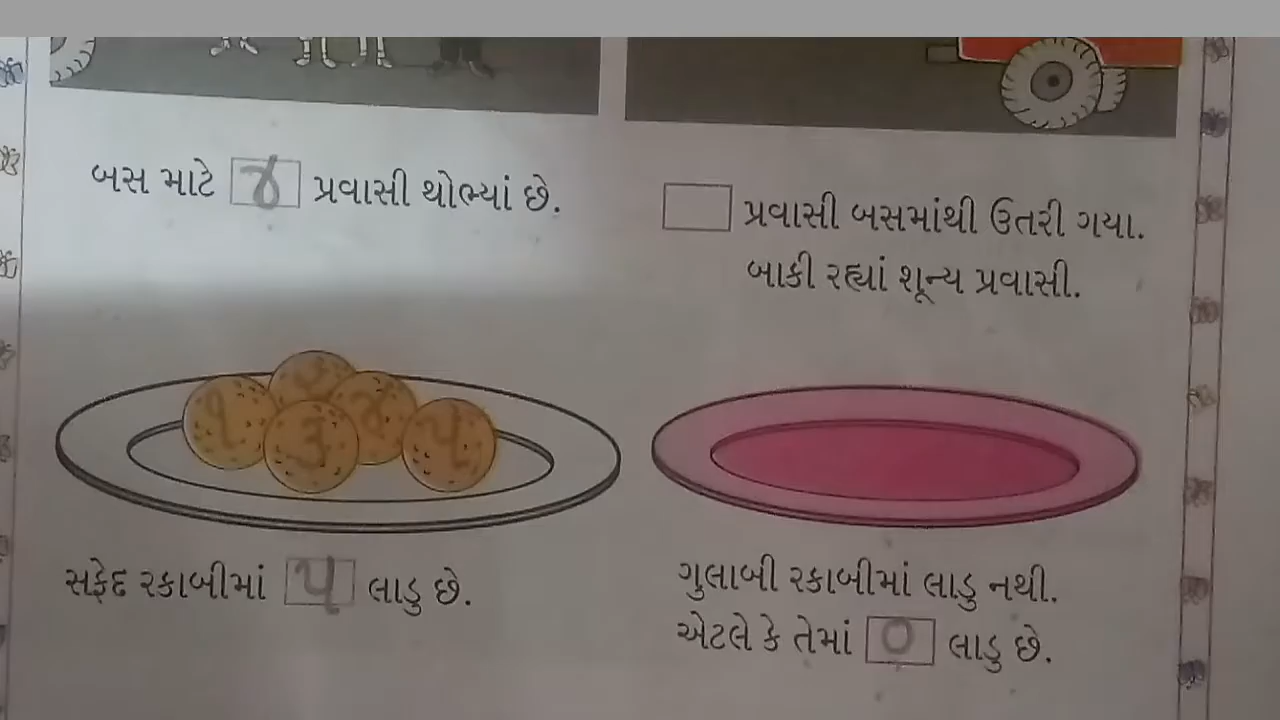 બસ માટે ૪ પ્રવાસી થોભ્યાં છે.
પ્રવાસી બસમાંથી ઉતરી ગયા.
બાકી રહ્યાં શૂન્ય પ્રવાસી.
૧ ૨ ૩ ૪ ૫
સફેદ રકાબીમાં ૫ લાડુ છે.
ગુલાબી રકાબીમાં લાડુ નથી.
એટલે કે તેમાં ૦ લાડુ છે.